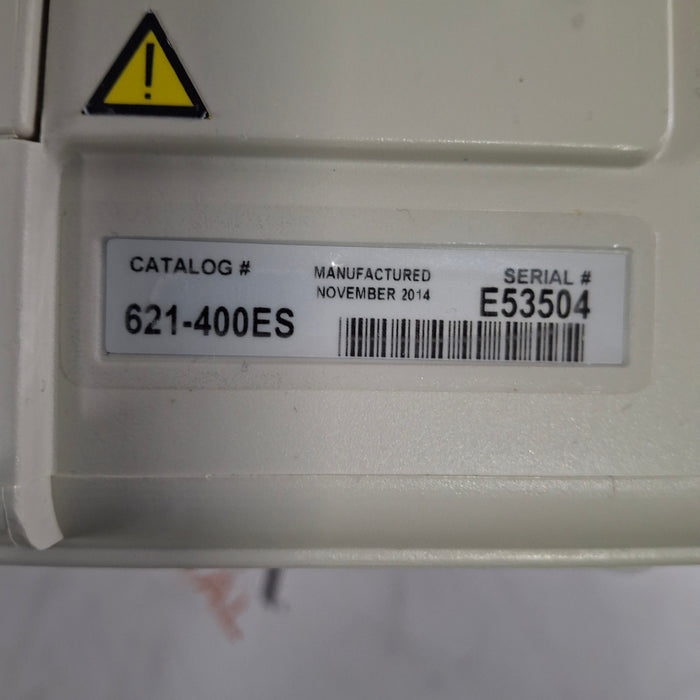 CATALOG #
621-400ES
MANUFACTURED
NOVEMBER 2014
SERIAL #
E53504